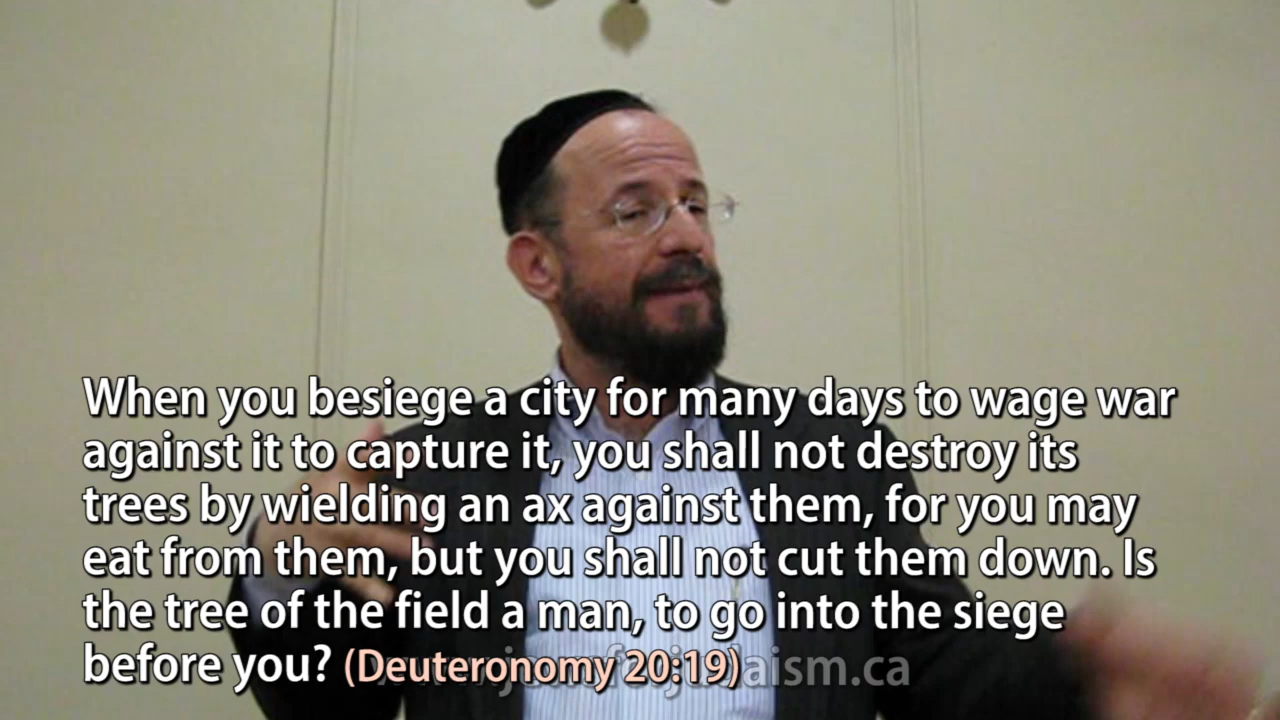 When you besiege a city for many days to wage war
against it to capture it, you shall not destroy its
trees by wielding an ax against them, for you may
eat from them, but you shall not cut them down. Is
the tree of the field a man, to go into the siege
before you? (Deuteronomy 20:19)